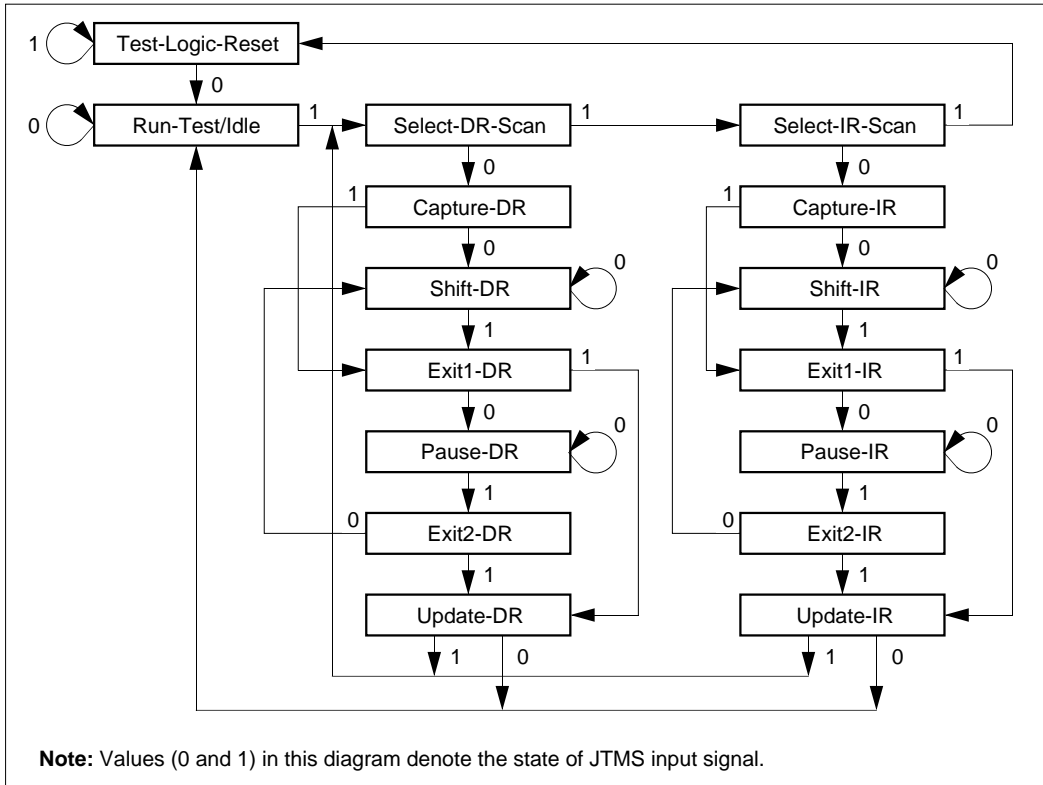 1 Test-Logic-Reset
0
0 Run-Test/Idle 1 Select-DR-Scan 1 Select-IR-Scan 1
0 0
1 Capture-DR 1 Capture-IR
0 0
Shift-DR 0 Shift-IR 0
1 1
Exit1-DR 1 Exit1-IR 1
0 0
Pause-DR 0 Pause-IR 0
1 1
0 Exit2-DR 0 Exit2-IR
1 1
Update-DR Update-IR
1 0 1 0
Note: Values (0 and 1) in this diagram denote the state of JTMS input signal.